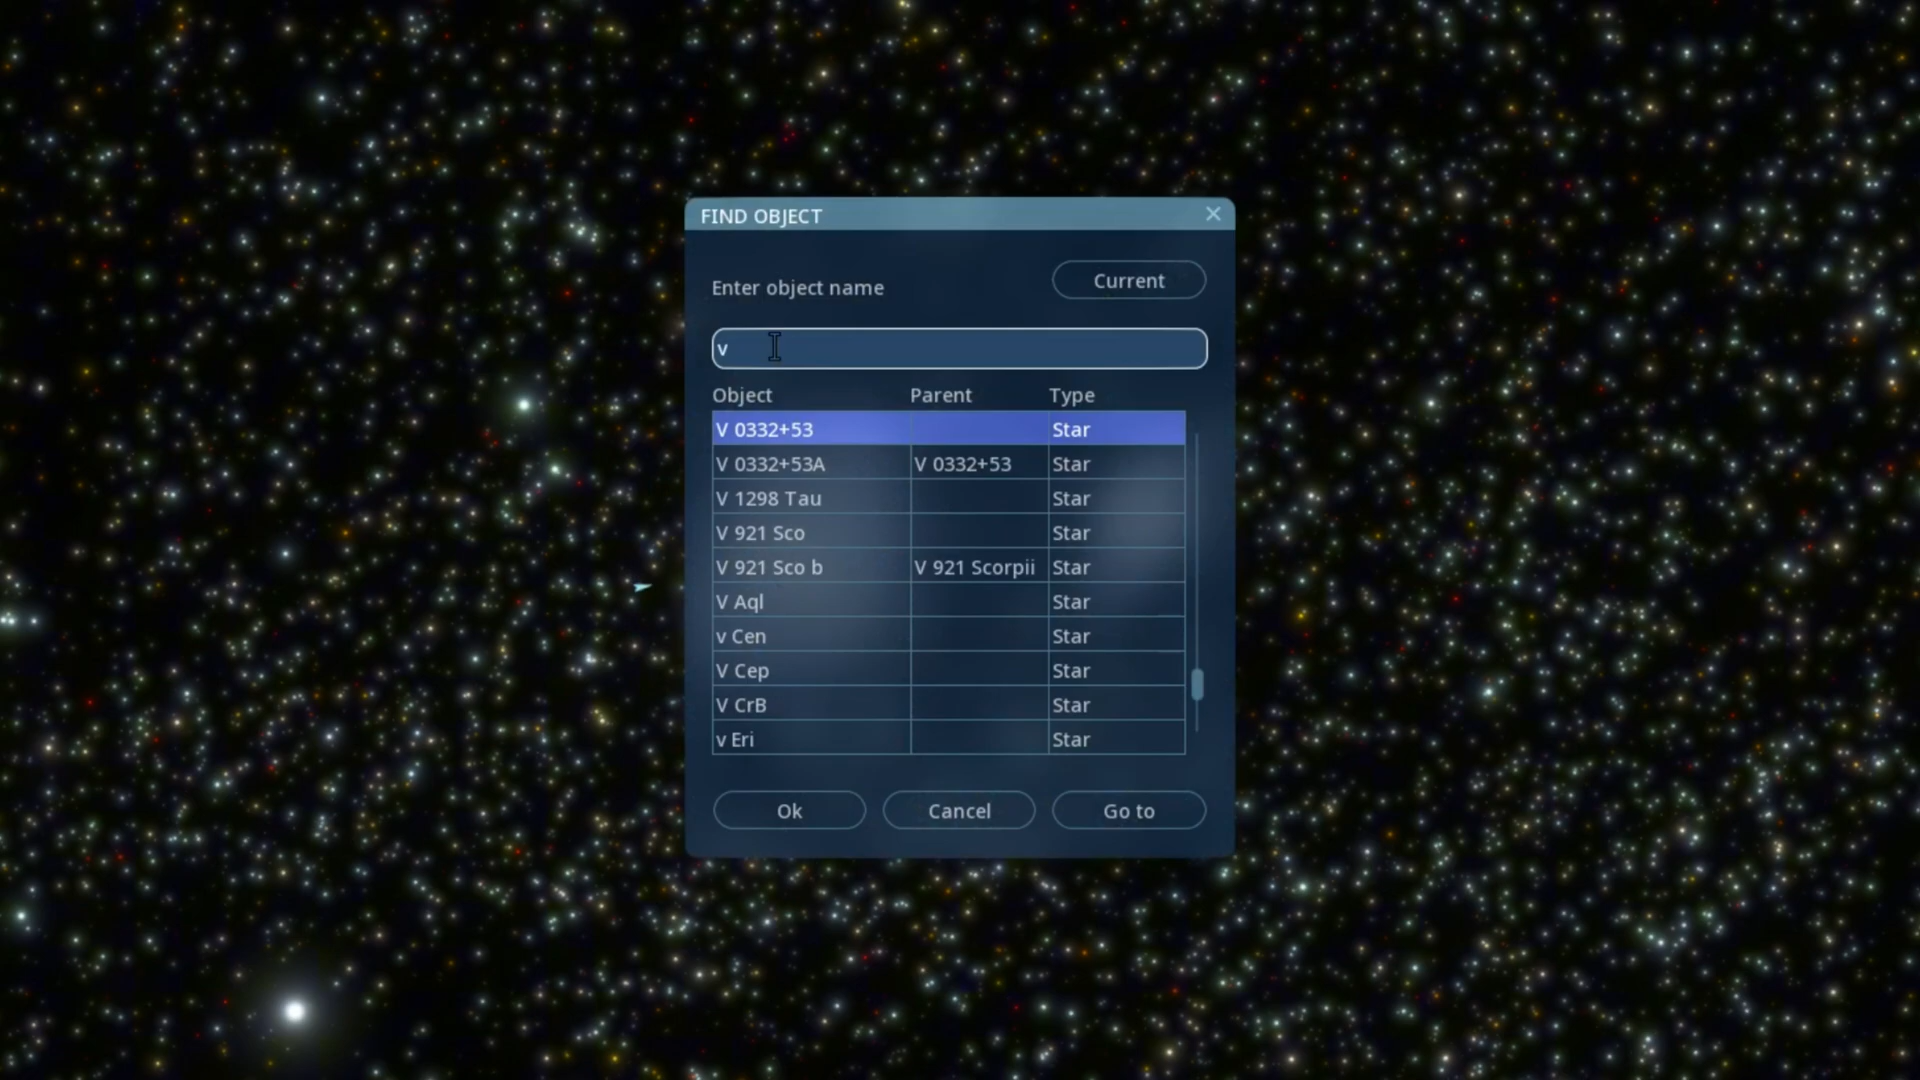 FIND OBJECT
Enter object name
Current
v
Object Parent Type
V 0332+53 Star
V 0332+53A V 0332+53 Star
V 1298 Tau Star
V 921 Sco Star
V 921 Sco b V 921 Scorpii Star
V Aql Star
v Cen Star
V Cep Star
V CrB Star
v Eri Star
Ok Cancel Go to